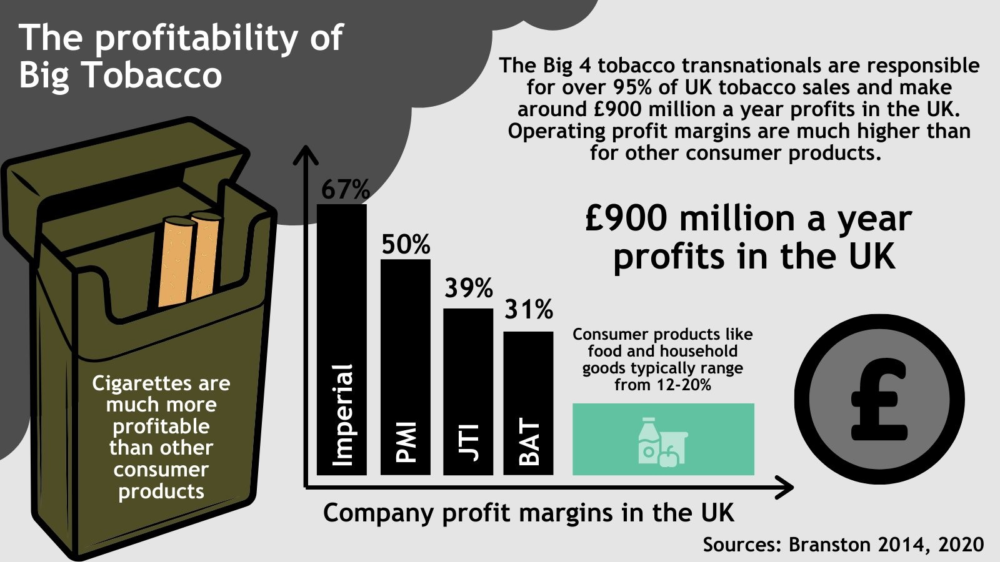 The profitability of
Big Tobacco
The Big 4 tobacco transnationals are responsible
for over 95% of UK tobacco sales and make
around £900 million a year profits in the UK.
Operating profit margins are much higher than
for other consumer products.
£900 million a year
profits in the UK
67%
50%
39%
31%
Imperial
PMI
JTI
BAT
Consumer products like
food and household
goods typically range
from 12-20%
£
Cigarettes are
much more
profitable
than other
consumer
products
Company profit margins in the UK
Sources: Branston 2014, 2020